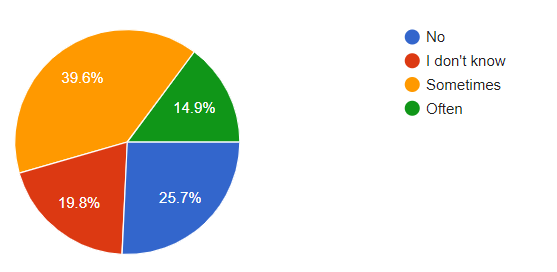 No
I don't know
Sometimes
Often
39.6%
14.9%
19.8%
25.7%